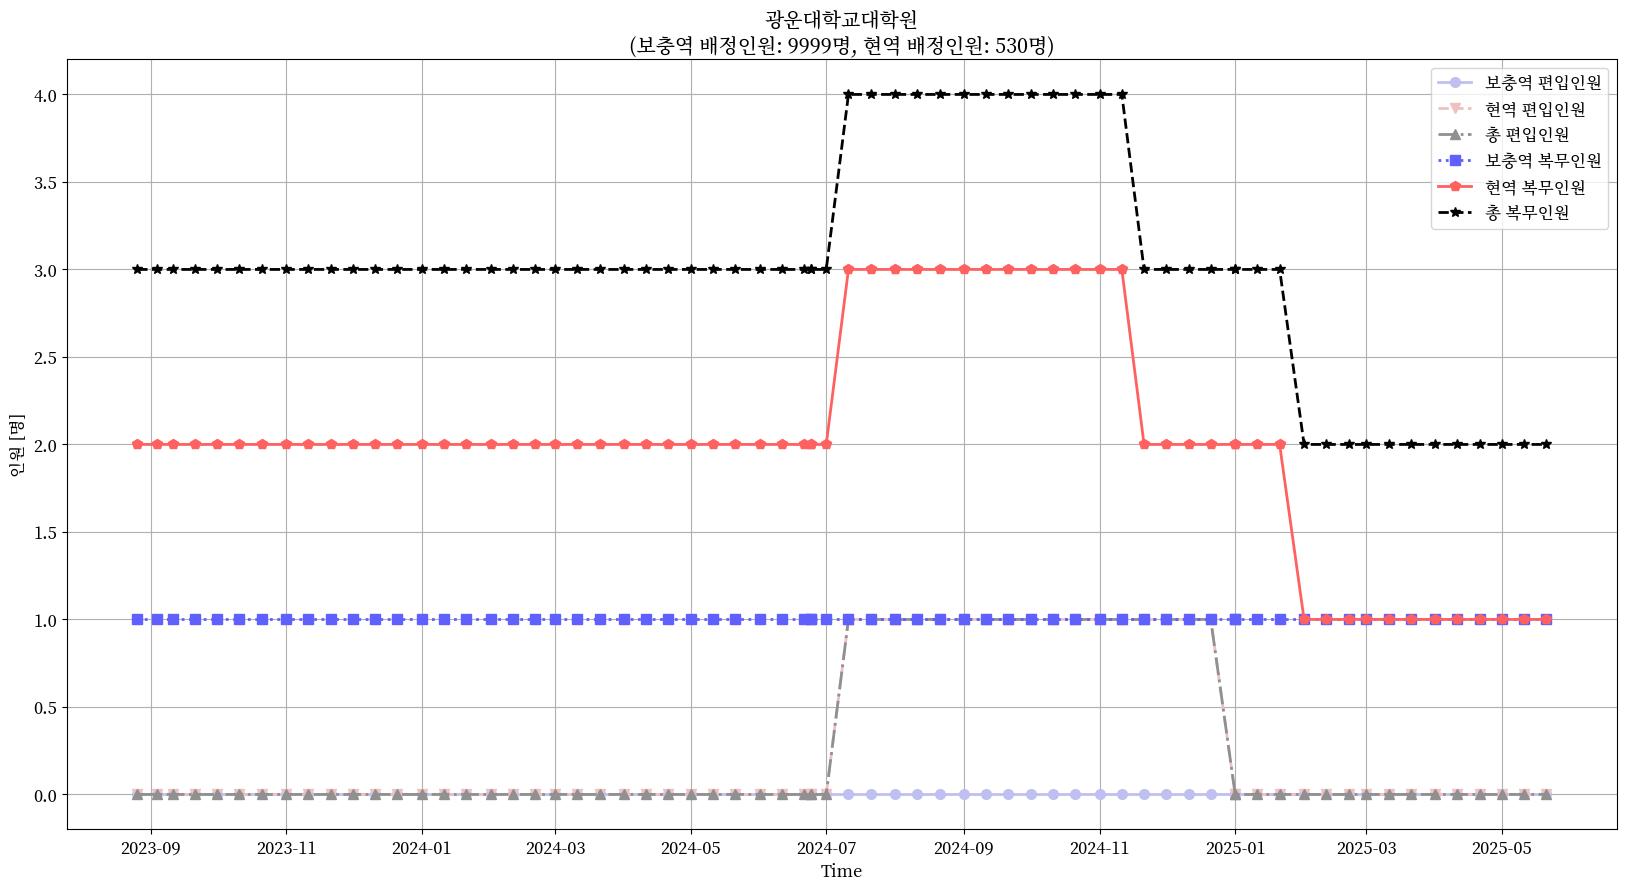 광운대학교대학원
(보충역 배정인원: 9999명, 현역 배정인원: 530명)
보충역 편입인원
현역 편입인원
총 편입인원
보충역 복무인원
현역 복무인원
총 복무인원
인원 [명]
4.0
3.5
3.0
2.5
2.0
1.5
1.0
0.5
0.0
2023-09 2023-11 2024-01 2024-03 2024-05 2024-07 2024-09 2024-11 2025-01 2025-03 2025-05
Time